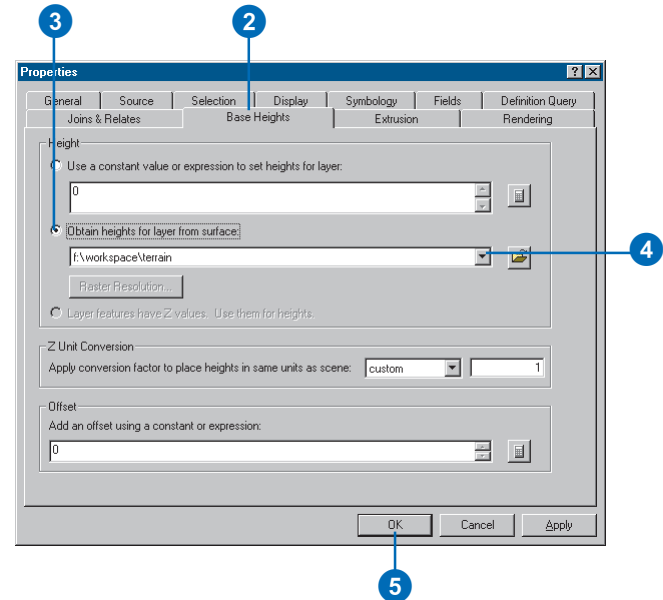 3 2
Properties
General Source Selection Display Symbology Fields Definition Query
Joins & Relates Base Heights Extrusion Rendering
Height
Use a constant value or expression to set heights for layer:
0
Obtain heights for layer from surface:
f:\workspace\terrain
4
Raster Resolution...
Layer features have Z values. Use them for heights.
Z Unit Conversion
Apply conversion factor to place heights in same units as scene: custom 1
Offset
Add an offset using a constant or expression:
0
OK Cancel Apply
5